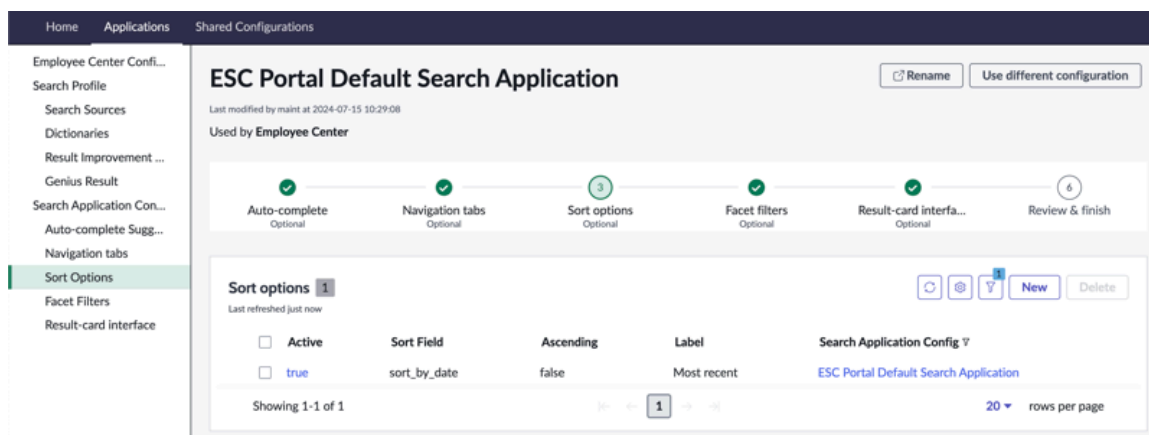 Home Applications Shared Configurations
Employee Center Confi...
Search Profile
Search Sources
Dictionaries
Result Improvement ...
Genius Result
Search Application Con...
Auto-complete Sugg...
Navigation tabs
Sort Options
Facet Filters
Result-card interface
ESC Portal Default Search Application
Rename Use different configuration
Last modified by maint at 2024-07-15 10:29:08
Used by Employee Center
3 6
Auto-complete Navigation tabs Sort options Facet filters Result-card interfa... Review & finish
Optional Optional Optional Optional Optional
Sort options 1
1 New Delete
Last refreshed just now
Active Sort Field Ascending Label Search Application Config
true sort_by_date false Most recent ESC Portal Default Search Application
Showing 1-1 of 1 1 20 rows per page